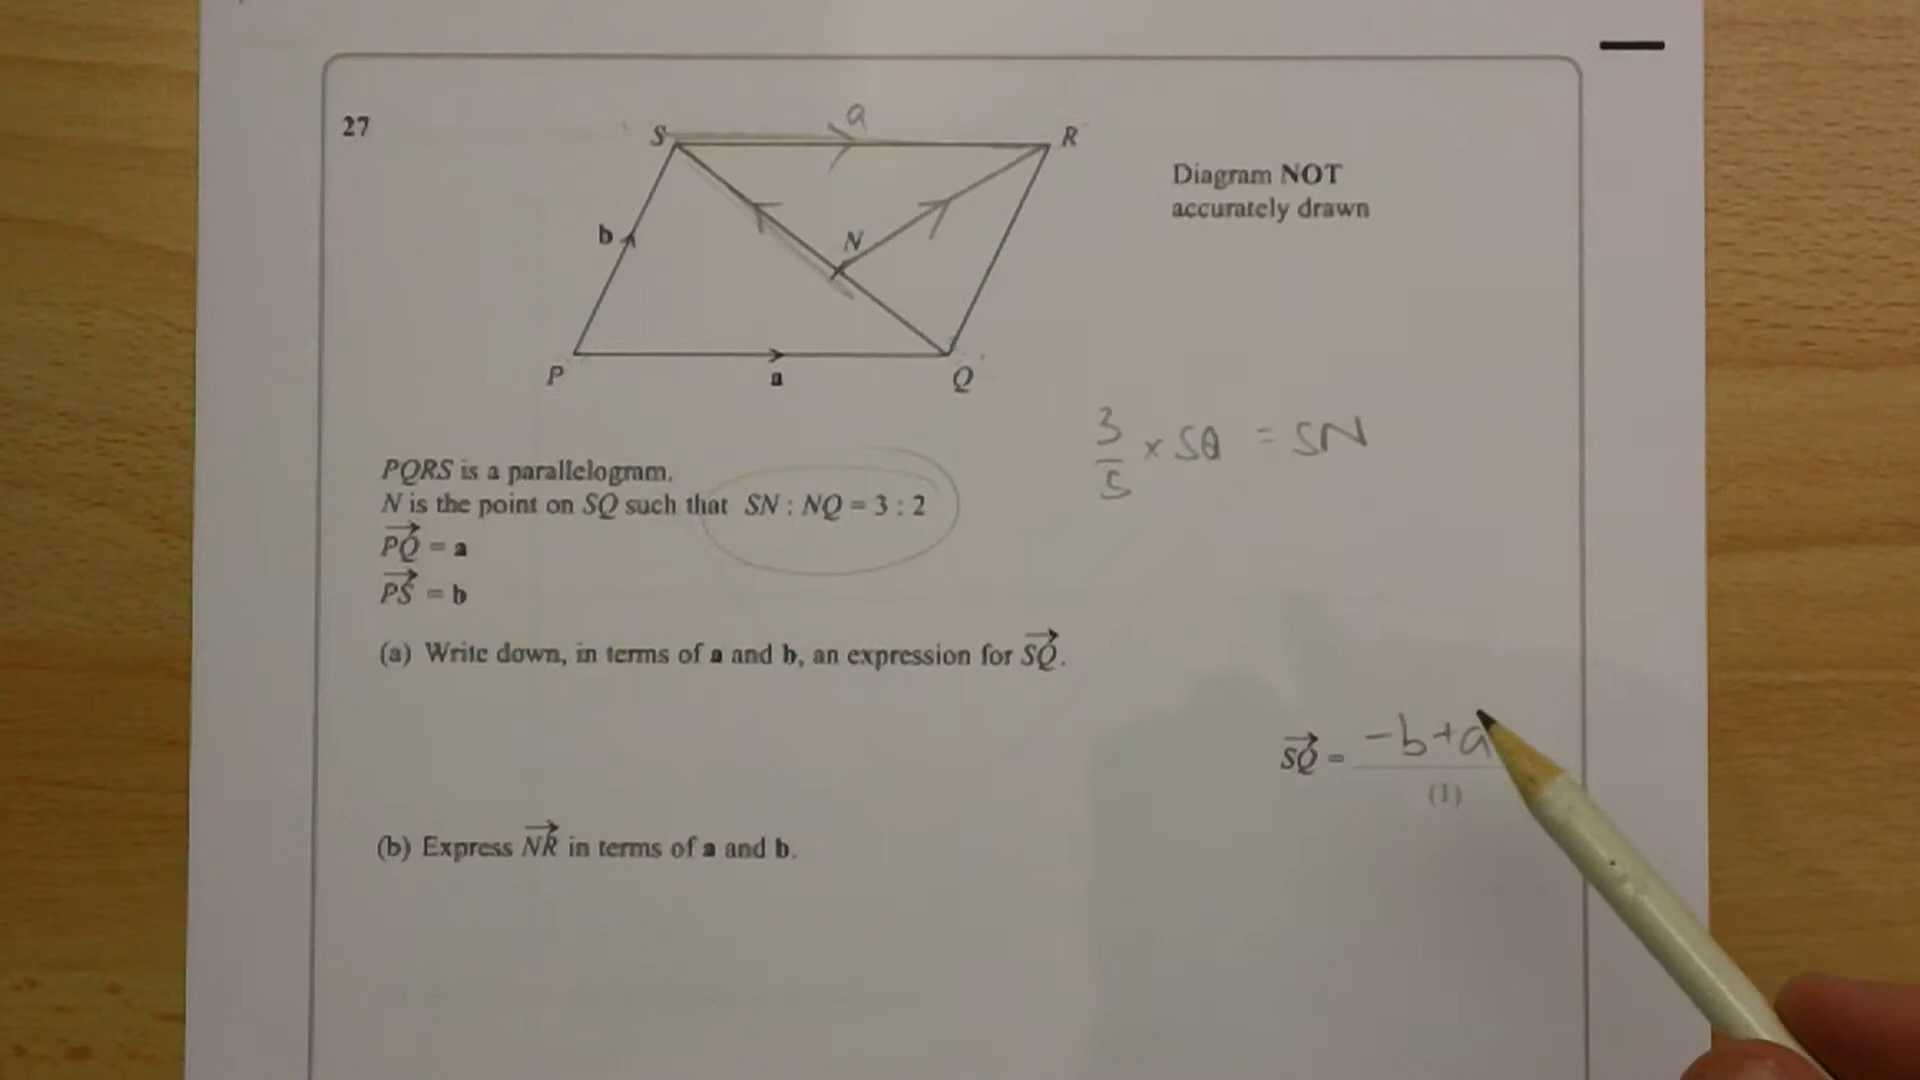 27
a
S
R
Diagram NOT
accurately drawn
b
N
P
a
Q
3/5 × SQ = SN
PQRS is a parallelogram.
N is the point on SQ such that SN : NQ = 3 : 2
PQ = a
PS = b
(a) Write down, in terms of a and b, an expression for SQ.
SQ = -b+a
(1)
(b) Express NR in terms of a and b.